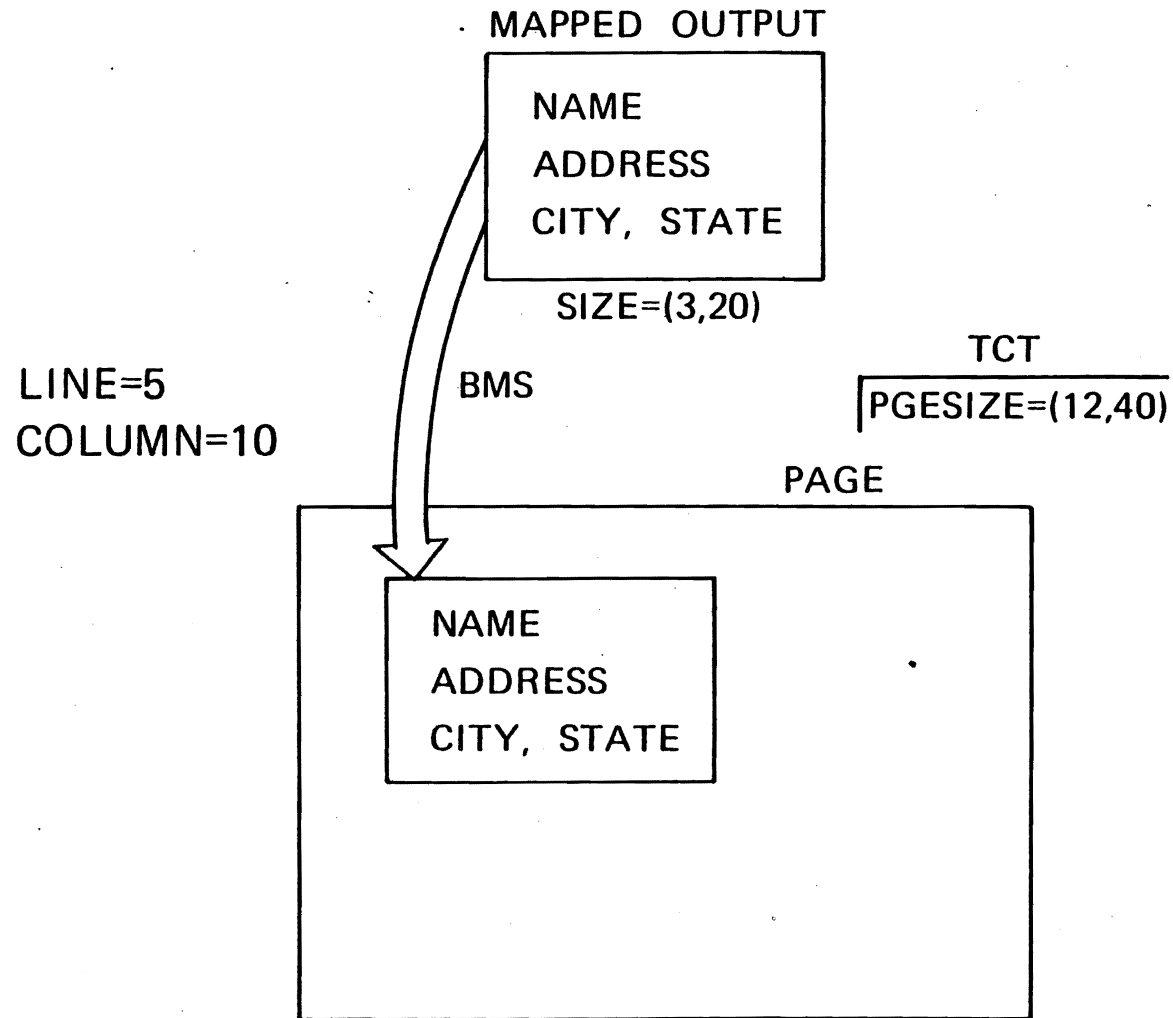 MAPPED OUTPUT
NAME
ADDRESS
CITY, STATE
SIZE=(3,20)
TCT
PGESIZE=(12,40)
LINE=5
COLUMN=10
BMS
PAGE
NAME
ADDRESS
CITY, STATE